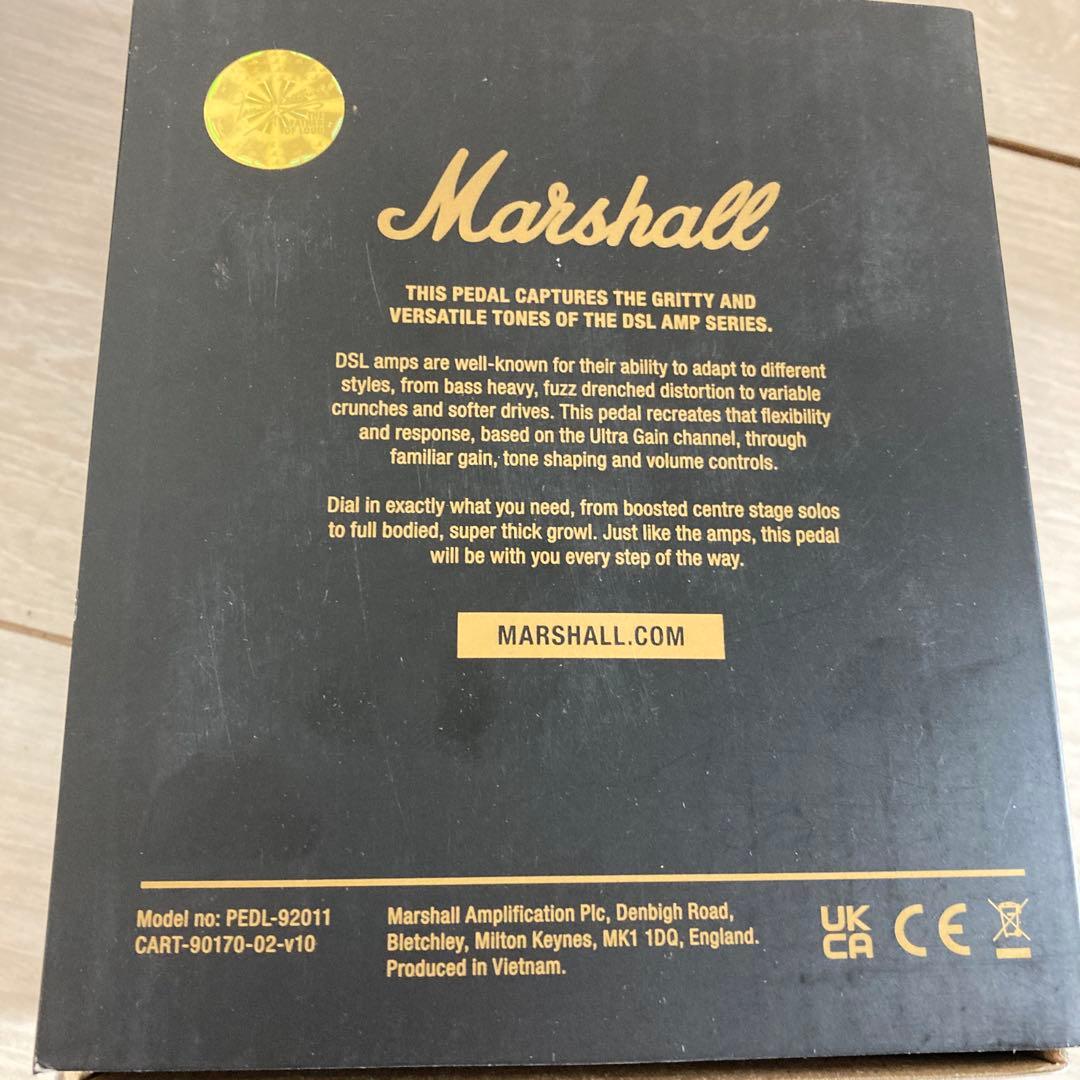 THE
FATHER
OF LOUD
Marshall
THIS PEDAL CAPTURES THE GRITTY AND
VERSATILE TONES OF THE DSL AMP SERIES.
DSL amps are well-known for their ability to adapt to different
styles, from bass heavy, fuzz drenched distortion to variable
crunches and softer drives. This pedal recreates that flexibility
and response, based on the Ultra Gain channel, through
familiar gain, tone shaping and volume controls.
Dial in exactly what you need, from boosted centre stage solos
to full bodied, super thick growl. Just like the amps, this pedal
will be with you every step of the way.
MARSHALL.COM
Model no: PEDL-92011
CART-90170-02-v10
Marshall Amplification Plc, Denbigh Road,
Bletchley, Milton Keynes, MK1 1DQ, England.
Produced in Vietnam.
UK
CA
CE